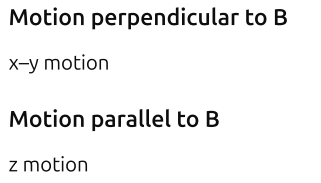 Motion perpendicular to B
x–y motion
Motion parallel to B
z motion